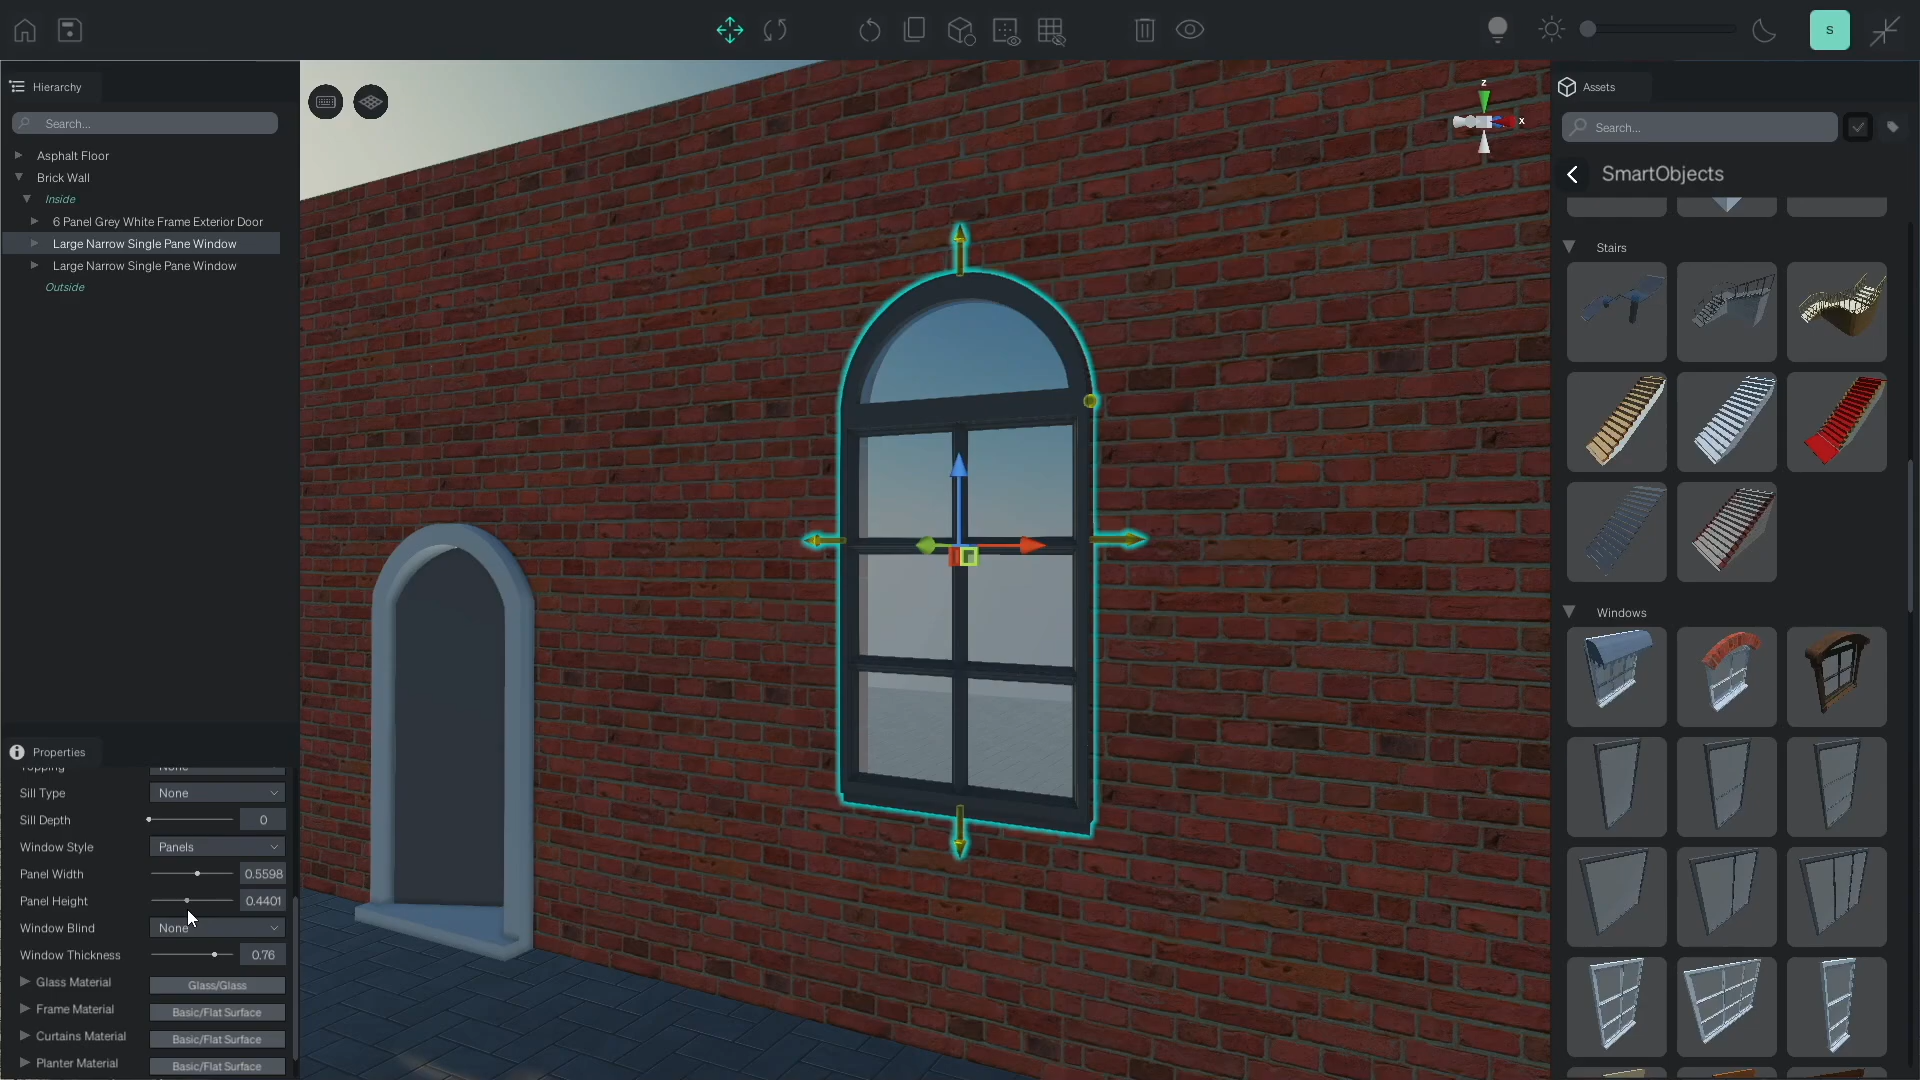 S
Hierarchy
Search...
Asphalt Floor
Brick Wall
Inside
6 Panel Grey White Frame Exterior Door
Large Narrow Single Pane Window
Large Narrow Single Pane Window
Outside
Properties
Topping None
Sill Type None
Sill Depth 0
Window Style Panels
Panel Width 0.5598
Panel Height 0.4401
Window Blind None
Window Thickness 0.76
Glass Material Glass/Glass
Frame Material Basic/Flat Surface
Curtains Material Basic/Flat Surface
Planter Material Basic/Flat Surface
z
x
Assets
Search...
SmartObjects
Stairs
Windows